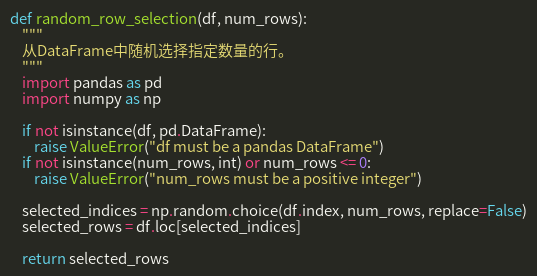 def random_row_selection(df, num_rows):
    """
    从DataFrame中随机选择指定数量的行。
    """
    import pandas as pd
    import numpy as np

    if not isinstance(df, pd.DataFrame):
        raise ValueError("df must be a pandas DataFrame")
    if not isinstance(num_rows, int) or num_rows <= 0:
        raise ValueError("num_rows must be a positive integer")

    selected_indices = np.random.choice(df.index, num_rows, replace=False)
    selected_rows = df.loc[selected_indices]

    return selected_rows